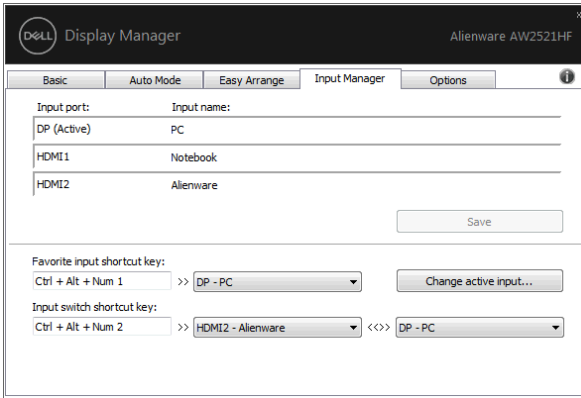 DELL Display Manager Alienware AW2521HF
Basic Auto Mode Easy Arrange Input Manager Options
Input port: Input name:
DP (Active) PC
HDMI1 Notebook
HDMI2 Alienware
Save
Favorite input shortcut key:
Ctrl + Alt + Num 1 >> DP - PC Change active input...
Input switch shortcut key:
Ctrl + Alt + Num 2 >> HDMI2 - Alienware <<>> DP - PC